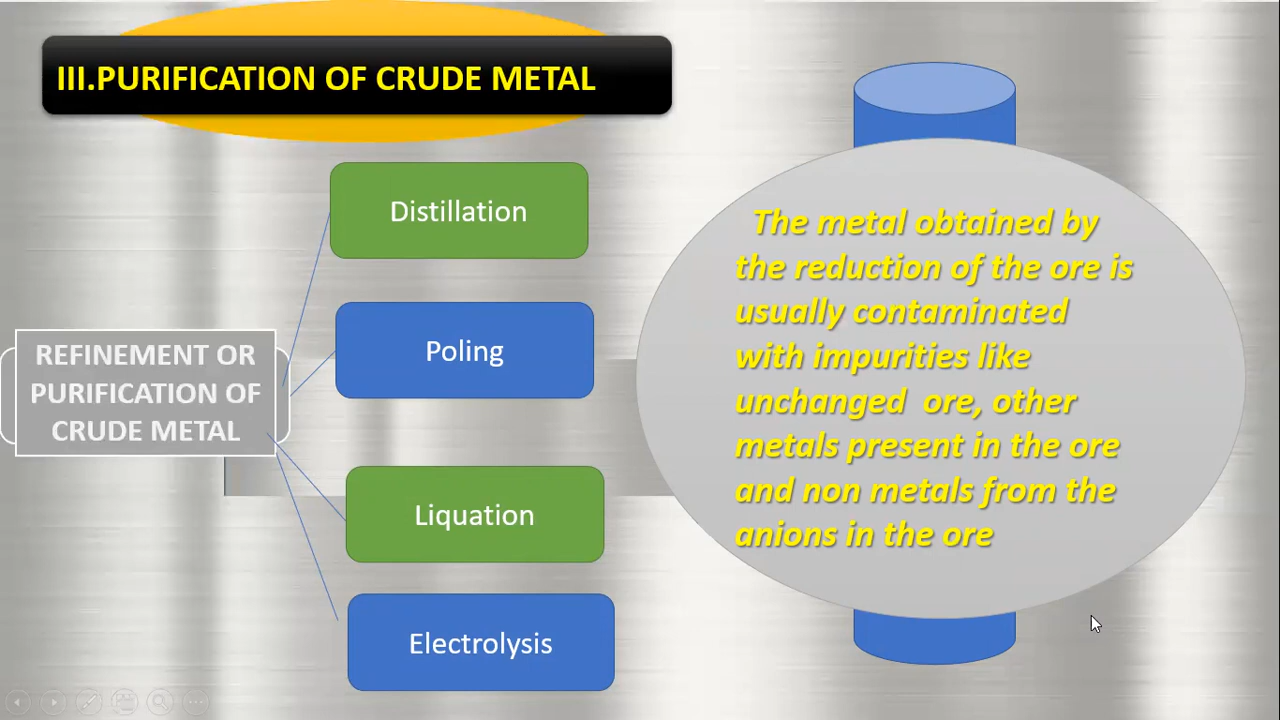 III.PURIFICATION OF CRUDE METAL
Distillation
Poling
REFINEMENT OR
PURIFICATION OF
CRUDE METAL
Liquation
Electrolysis
The metal obtained by
the reduction of the ore is
usually contaminated
with impurities like
unchanged  ore, other
metals present in the ore
and non metals from the
anions in the ore